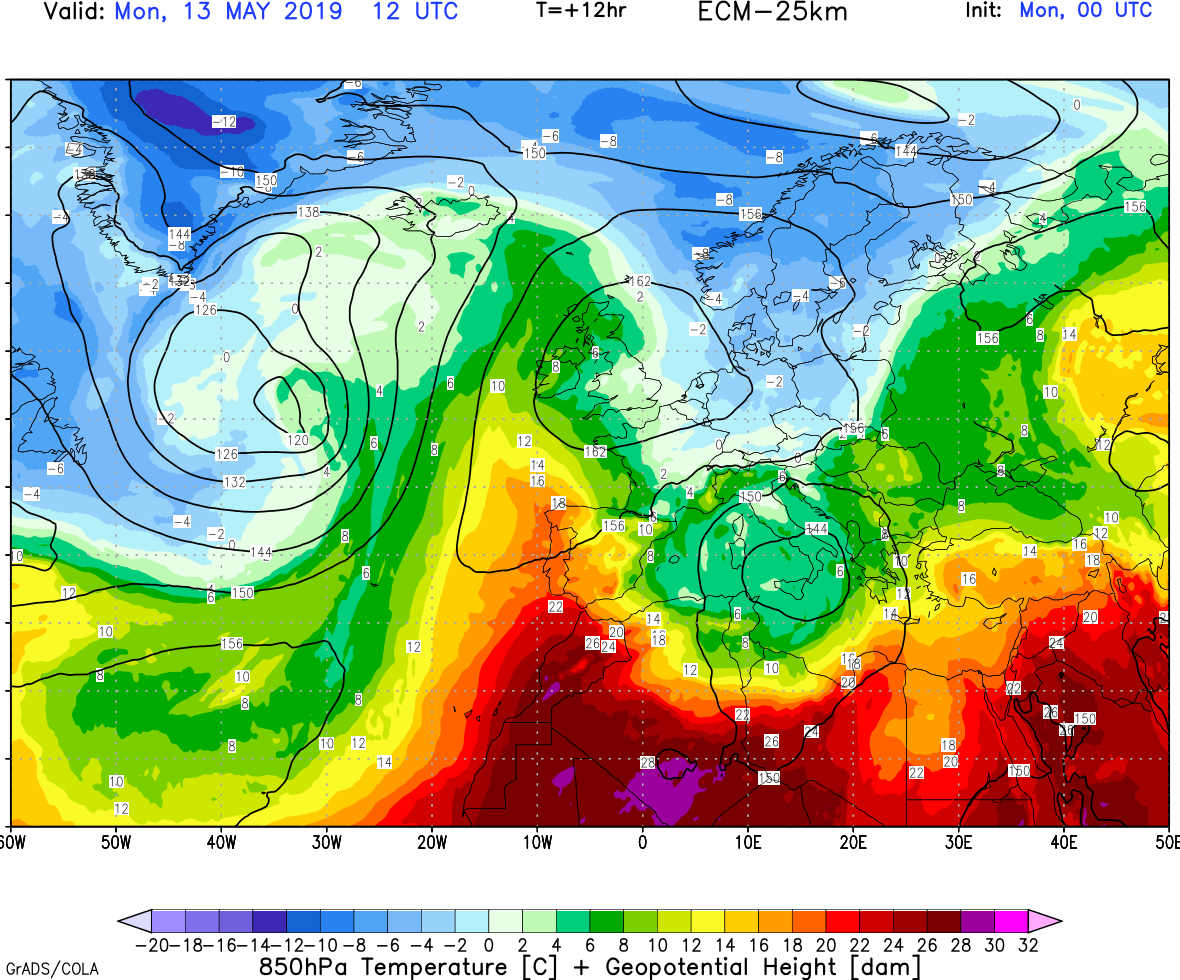 Valid: Mon, 13 MAY 2019 12 UTC T=+12hr ECM-25km Init: Mon, 00 UTC
-6
-12 0 -2
-4 -6 -8 -6 144
-6 150 -8
-10 150 -4
138 -2 0 -8 156 150 156
-4 144 -8 4
2 -8 0
-2 132 162 -6
126 -4 0 2 -4 -4
2 -2 -2 6 8 14
0 6 156
8 10 -2 10
4
-2 120 6 12 0 156 6 8 12
126 8 14 162 0
-6 4 16 2 6 8
-4 132 18 4 150 8
-4 -2 8 156 10 144 8 10
0 144 8 14 16 12
10 150 6 6 10 16 18
12 4 6 22 6 12 14 20
10 156 12 20 26 24 14 16 18 8 24
8 10 12 10 18 20 22
8 8 22 24 26 150
8 10 12 26 18 26
10 14 28 150 22 20 150
12
60W 50W 40W 30W 20W 10W 0 10E 20E 30E 40E 50E
-20 -18 -16 -14 -12 -10 -8 -6 -4 -2 0 2 4 6 8 10 12 14 16 18 20 22 24 26 28 30 32
GrADS/COLA 850hPa Temperature [C] + Geopotential Height [dam]